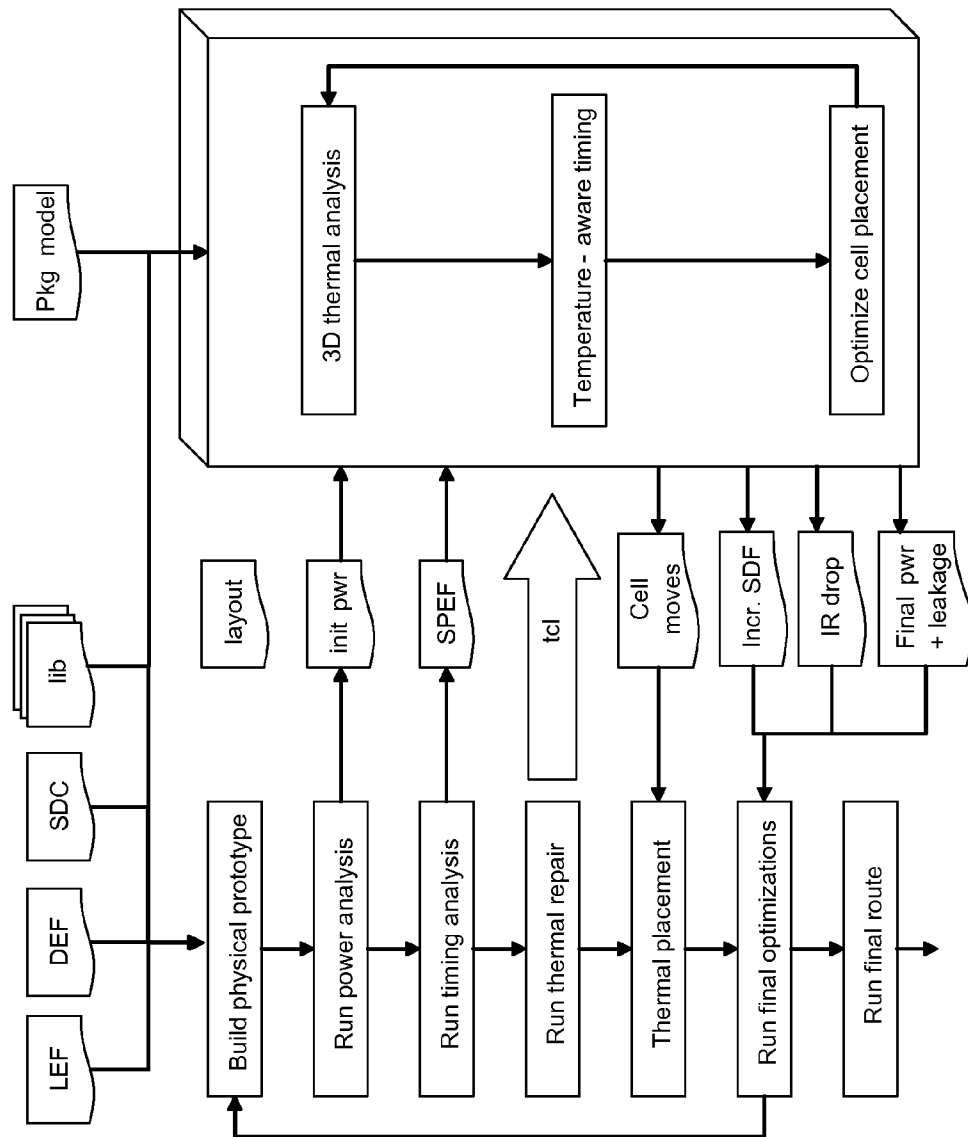 LEF
DEF
SDC
lib
Pkg model
Build physical prototype
Run power analysis
Run timing analysis
Run thermal repair
Thermal placement
Run final optimizations
Run final route
layout
init pwr
SPEF
tcl
Cell
moves
Incr. SDF
IR drop
Final pwr
+ leakage
3D thermal analysis
Temperature - aware timing
Optimize cell placement